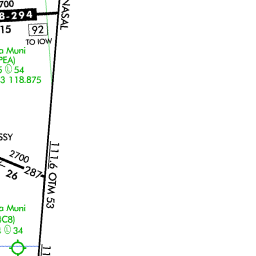 700
8-294
15
92
TO IOW
NASAL
a Muni
PEA)
54
3 118.875
SSY
2700
287
26
111.6 OTM 53
a Muni
(C8)
34
11